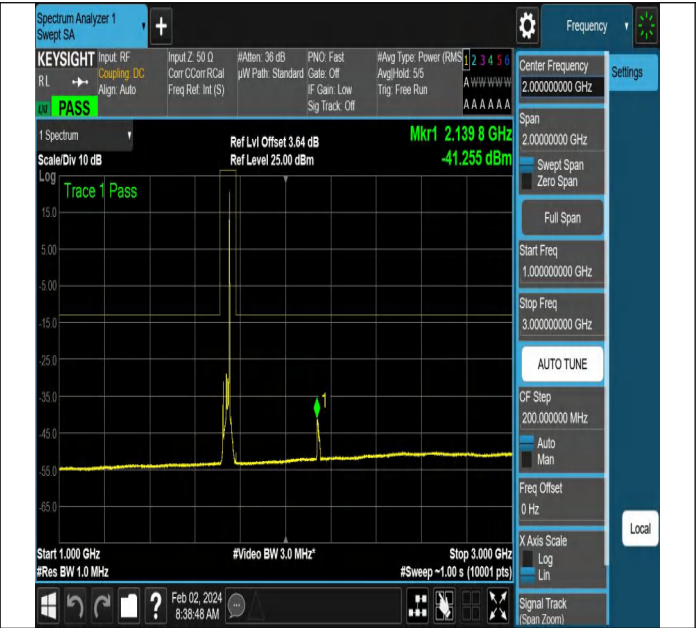 Spectrum Analyzer 1
Swept SA
+
Frequency
KEYSIGHT
RL
PASS
Input: RF
Coupling: DC
Align: Auto
Input Z: 50 Ω
Corr CCorr RCal
Freq Ref: Int (S)
#Atten: 36 dB
µW Path: Standard
PNO: Fast
Gate: Off
IF Gain: Low
Sig Track: Off
#Avg Type: Power (RMS
Avg|Hold: 5/5
Trig: Free Run
1 2 3 4 5 6
A W W W W W
A A A A A A
1 Spectrum
Scale/Div 10 dB
Log
Ref Lvl Offset 3.64 dB
Ref Level 25.00 dBm
Mkr1 2.139 8 GHz
-41.255 dBm
Trace 1 Pass
15.0
5.00
-5.00
-15.0
-25.0
-35.0
-45.0
-55.0
-65.0
1
Start 1.000 GHz
#Res BW 1.0 MHz
#Video BW 3.0 MHz*
Stop 3.000 GHz
#Sweep ~1.00 s (10001 pts)
?
Feb 02, 2024
8:38:48 AM
Center Frequency
2.000000000 GHz
Settings
Span
2.00000000 GHz
Swept Span
Zero Span
Full Span
Start Freq
1.000000000 GHz
Stop Freq
3.000000000 GHz
AUTO TUNE
CF Step
200.000000 MHz
Auto
Man
Freq Offset
0 Hz
X Axis Scale
Log
Lin
Signal Track
(Span Zoom)
Local